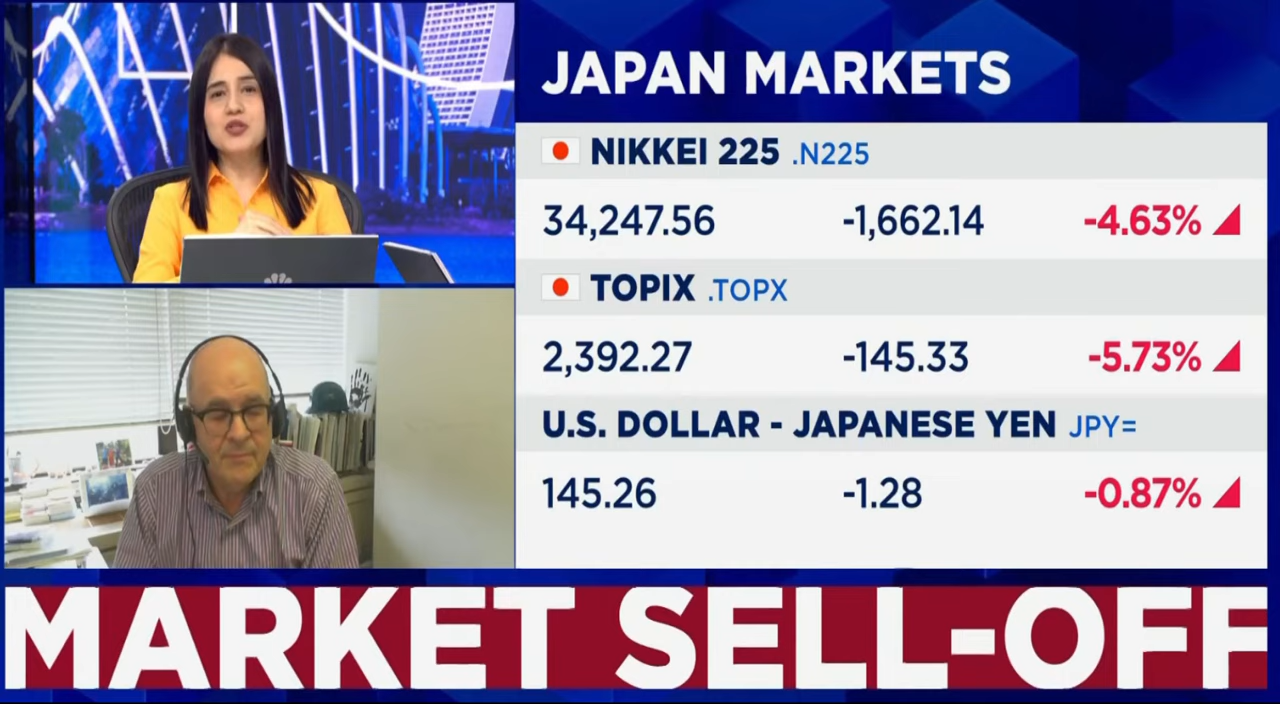 JAPAN MARKETS
NIKKEI 225 .N225
34,247.56 -1,662.14 -4.63%
TOPIX .TOPX
2,392.27 -145.33 -5.73%
U.S. DOLLAR - JAPANESE YEN JPY=
145.26 -1.28 -0.87%
MARKET SELL-OFF